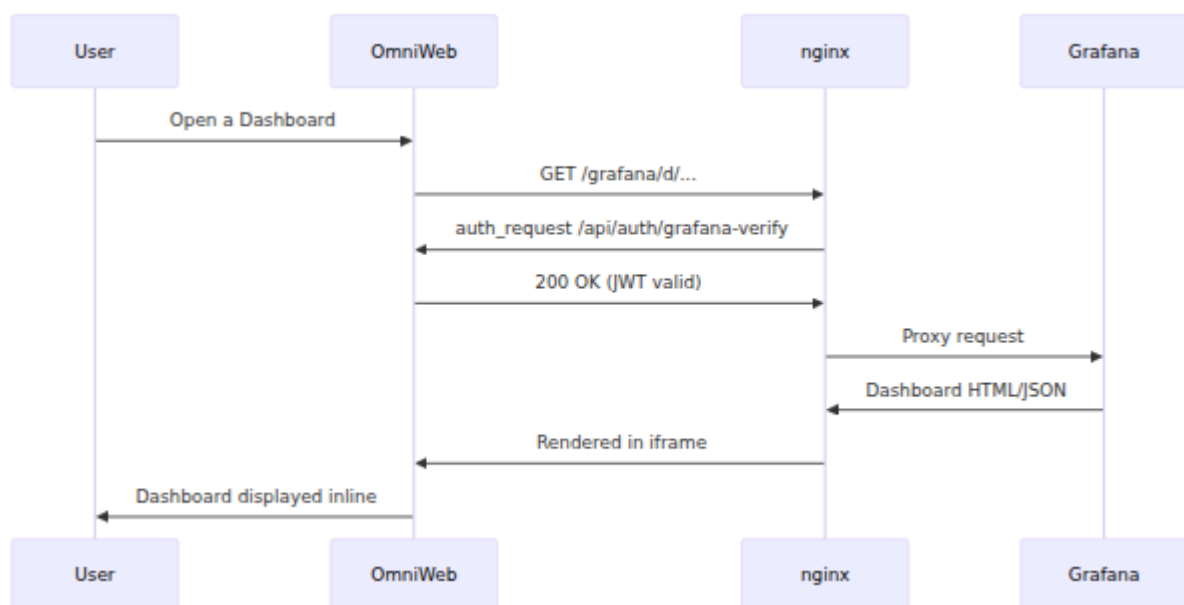 User
OmniWeb
nginx
Grafana
Open a Dashboard
GET /grafana/d/...
auth_request /api/auth/grafana-verify
200 OK (JWT valid)
Proxy request
Dashboard HTML/JSON
Rendered in iframe
Dashboard displayed inline
User
OmniWeb
nginx
Grafana